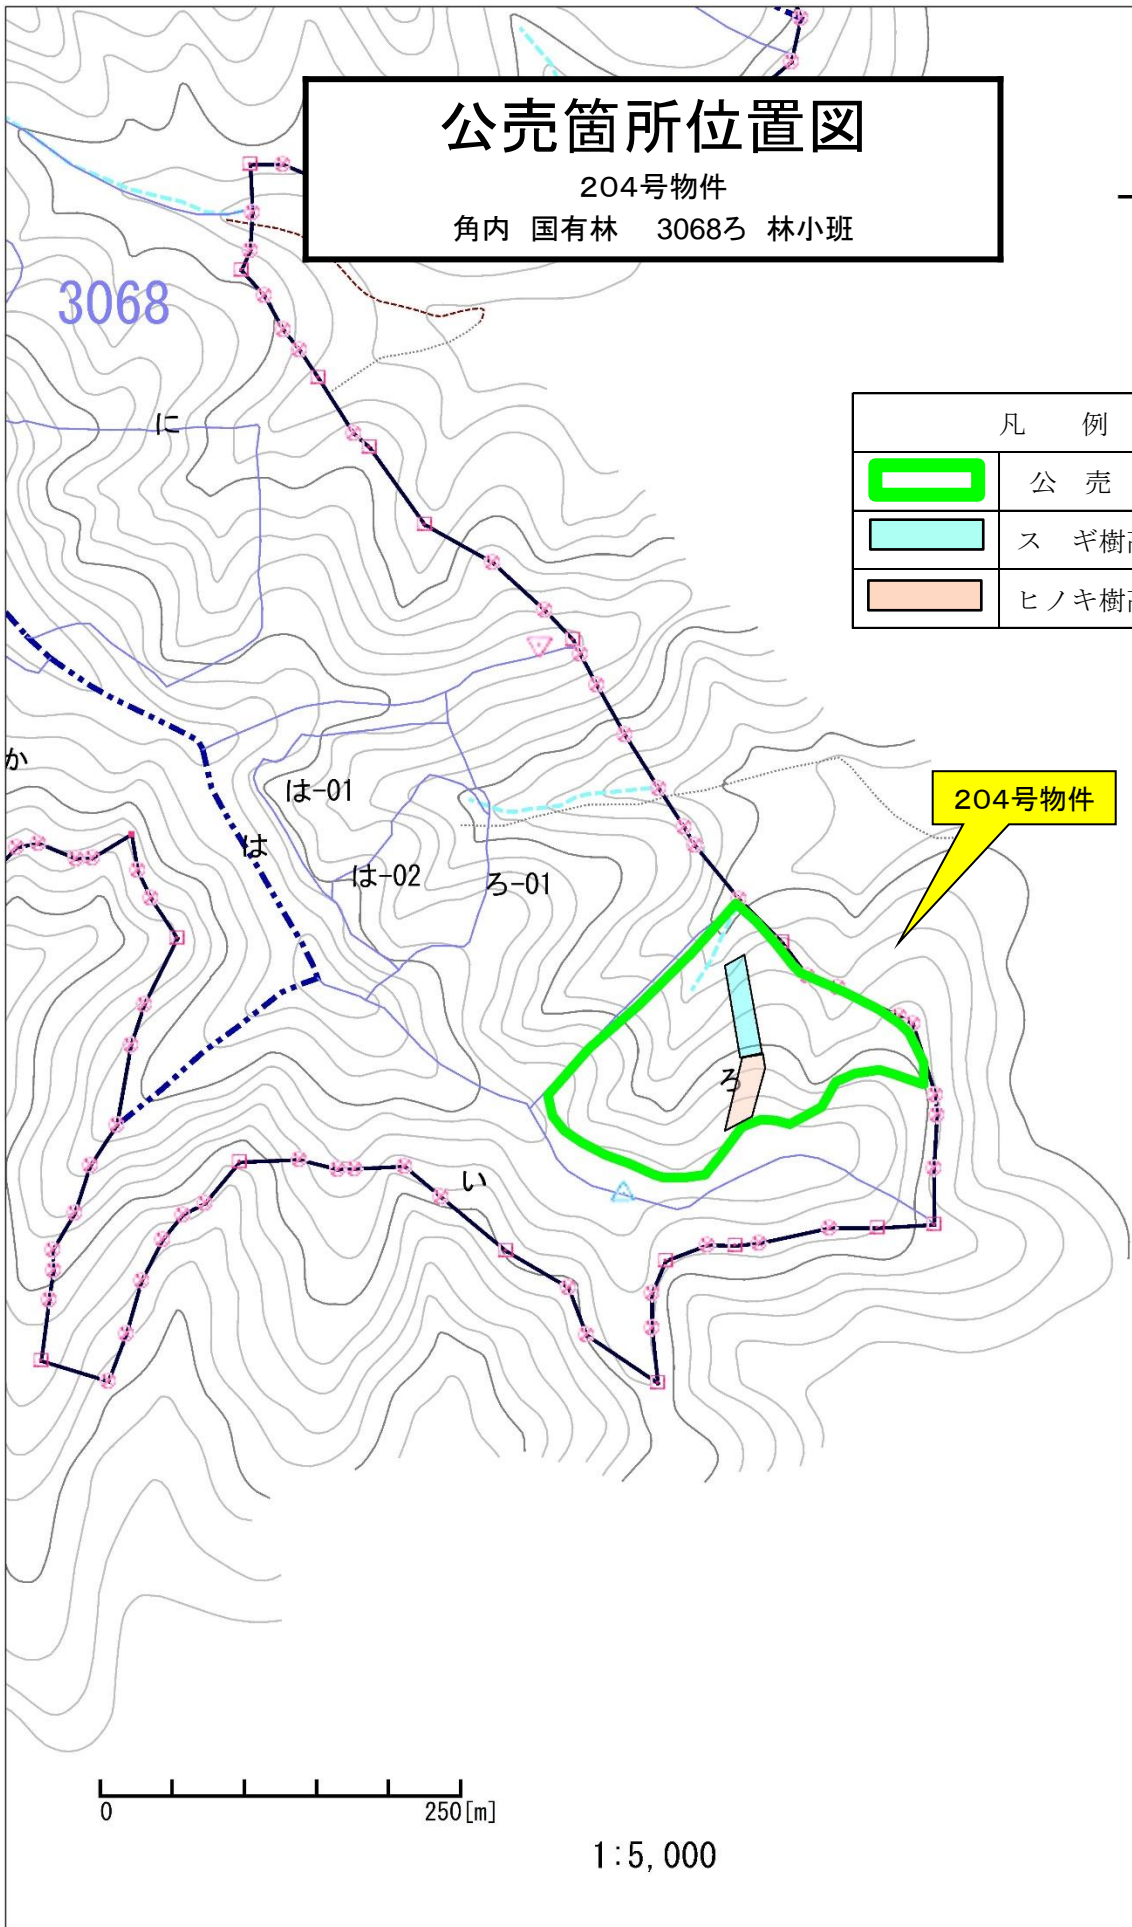 公売箇所位置図
204号物件
角内 国有林 3068ろ 林小班
3068
に
凡 例
公 売
ス ギ樹高
ヒノキ樹高
か
は-01
204号物件
は
は-02
ろ-01
ろ
い
0 250[m]
1:5,000